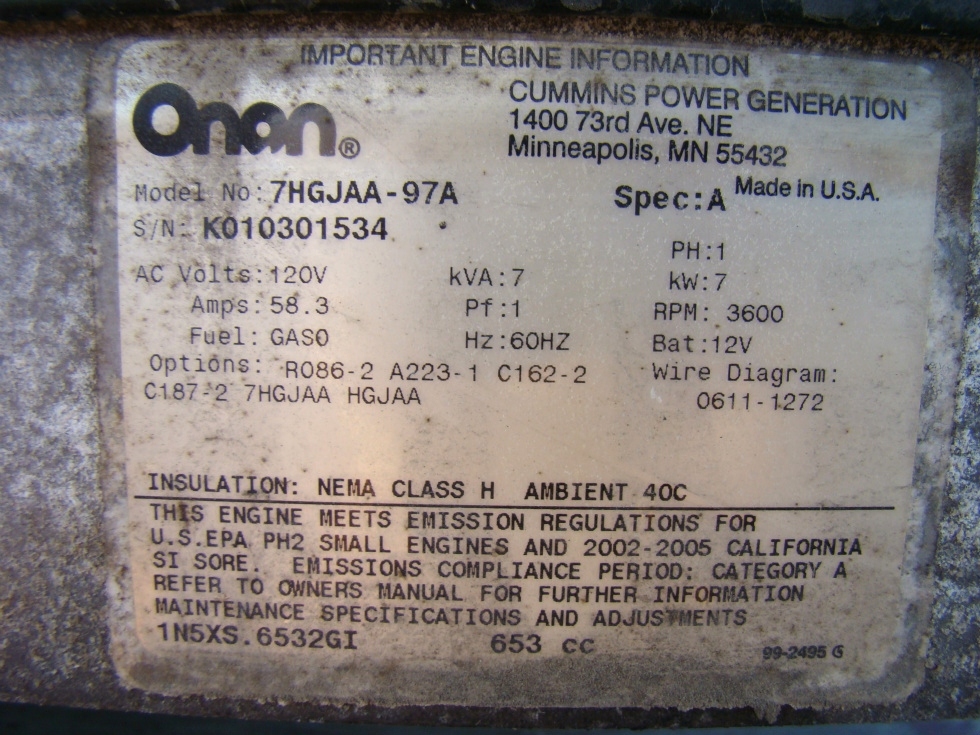 IMPORTANT ENGINE INFORMATION
Onan®
CUMMINS POWER GENERATION
1400 73rd Ave. NE
Minneapolis, MN 55432
Model No: 7HGJAA-97A
Spec:A
Made in U.S.A.
S/N: K010301534
PH:1
AC Volts:120V kVA:7 kW:7
Amps:58.3 Pf:1 RPM: 3600
Fuel: GASO Hz:60HZ Bat:12V
Options: R086-2 A223-1 C162-2 Wire Diagram:
C187-2 7HGJAA HGJAA 0611-1272
INSULATION: NEMA CLASS H AMBIENT 40C
THIS ENGINE MEETS EMISSION REGULATIONS FOR
U.S.EPA PH2 SMALL ENGINES AND 2002-2005 CALIFORNIA
SI SORE. EMISSIONS COMPLIANCE PERIOD: CATEGORY A
REFER TO OWNERS MANUAL FOR FURTHER INFORMATION
MAINTENANCE SPECIFICATIONS AND ADJUSTMENTS
1N5XS.6532GI 653 cc 99-2495 G